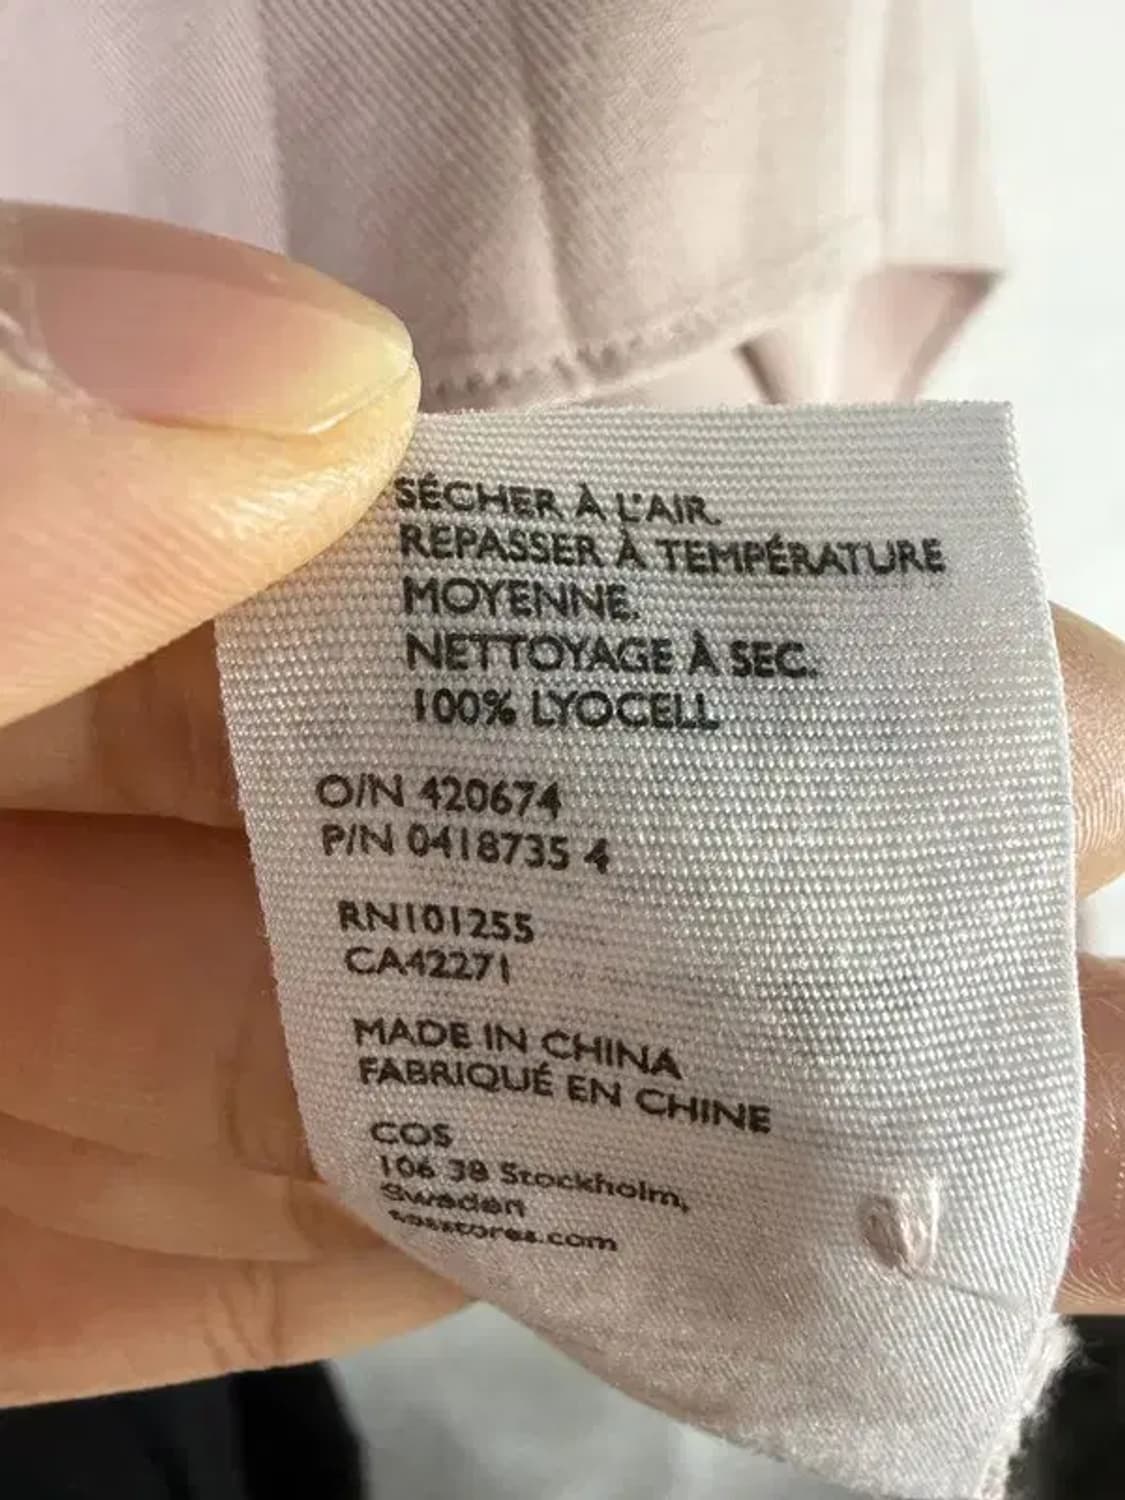 SÉCHER À L'AIR.
REPASSER À TEMPÉRATURE
MOYENNE.
NETTOYAGE À SEC.
100% LYOCELL
O/N 420674
P/N 0418735 4
RN101255
CA42271
MADE IN CHINA
FABRIQUÉ EN CHINE
COS
106 38 Stockholm,
Sweden
cosstores.com